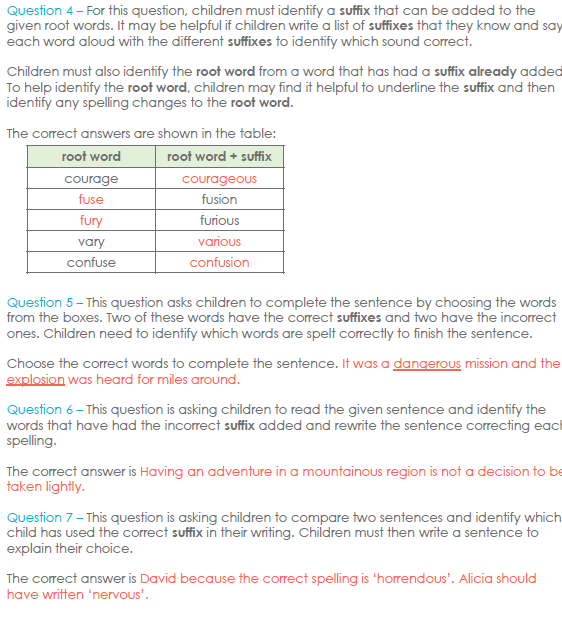 Question 4 – For this question, children must identify a suffix that can be added to the
given root words. It may be helpful if children write a list of suffixes that they know and say
each word aloud with the different suffixes to identify which sound correct.
Children must also identify the root word from a word that has had a suffix already added
To help identify the root word, children may find it helpful to underline the suffix and then
identify any spelling changes to the root word.
The correct answers are shown in the table:
root word root word + suffix
courage courageous
fuse fusion
fury furious
vary various
confuse confusion
Question 5 – This question asks children to complete the sentence by choosing the words
from the boxes. Two of these words have the correct suffixes and two have the incorrect
ones. Children need to identify which words are spelt correctly to finish the sentence.
Choose the correct words to complete the sentence. It was a dangerous mission and the
explosion was heard for miles around.
Question 6 – This question is asking children to read the given sentence and identify the
words that have had the incorrect suffix added and rewrite the sentence correcting each
spelling.
The correct answer is Having an adventure in a mountainous region is not a decision to be
taken lightly.
Question 7 – This question is asking children to compare two sentences and identify which
child has used the correct suffix in their writing. Children must then write a sentence to
explain their choice.
The correct answer is David because the correct spelling is ‘horrendous’. Alicia should
have written ‘nervous’.